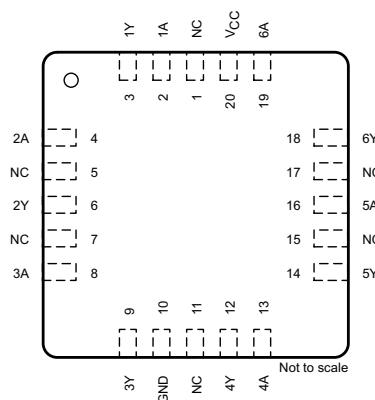 1Y 1A NC VCC 6A
3 2 1 20 19
2A 4 18 6Y
NC 5 17 NC
2Y 6 16 5A
NC 7 15 NC
3A 8 14 5Y
9 10 11 12 13
Not to scale
3Y GND NC 4Y 4A